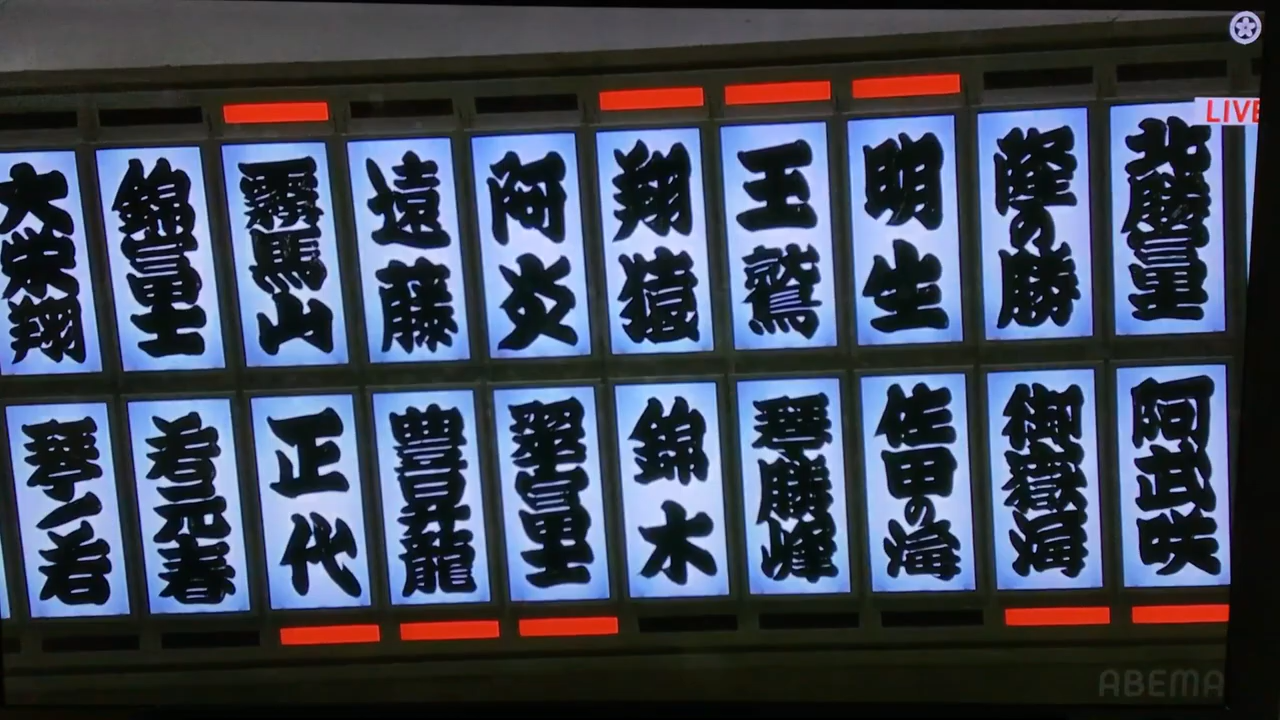 LIVE
北勝富士
隆の勝
明生
王鵬
翔猿
阿炎
遠藤
霧馬山
錦富士
大栄翔
阿武咲
御嶽海
佐田の海
琴勝峰
錦木
翠富士
豊昇龍
正代
若元春
琴ノ若
ABEMA